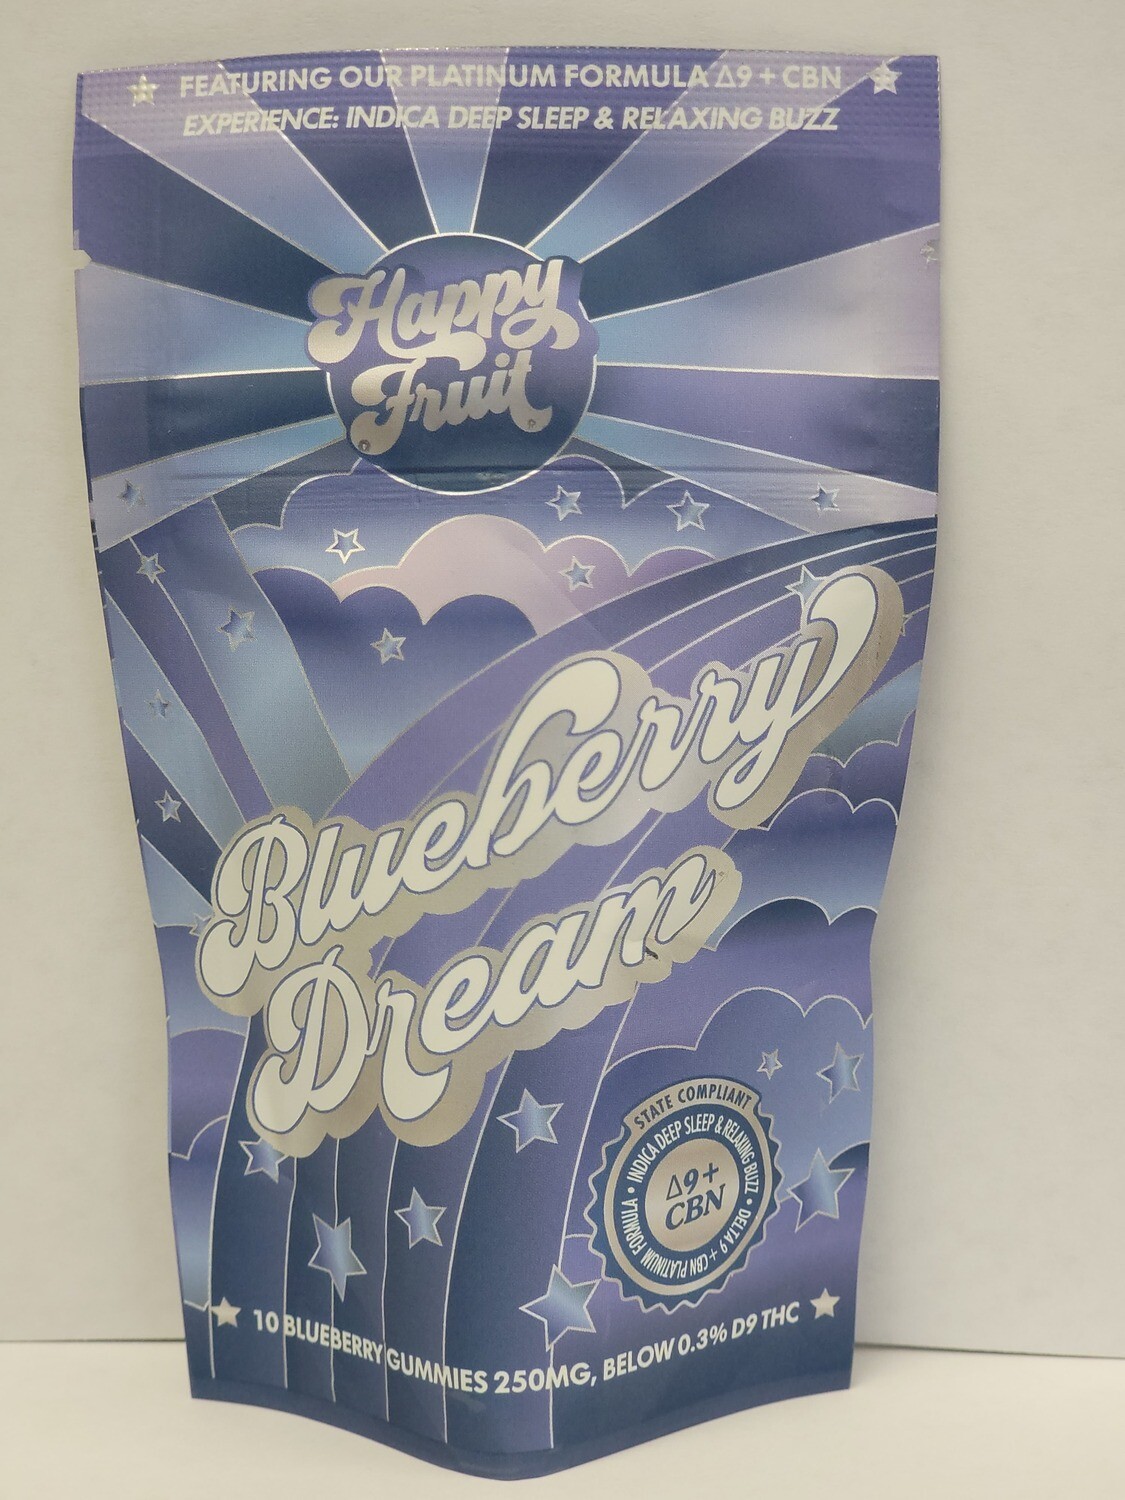 FEATURING OUR PLATINUM FORMULA Δ9 + CBN
EXPERIENCE: INDICA DEEP SLEEP & RELAXING BUZZ
Happy
Fruit
Blueberry
Dream
STATE COMPLIANT
INDICA DEEP SLEEP & RELAXING BUZZ • DELTA 9 + CBN PLATINUM FORMULA •
Δ9+
CBN
10 BLUEBERRY GUMMIES 250MG, BELOW 0.3% D9 THC